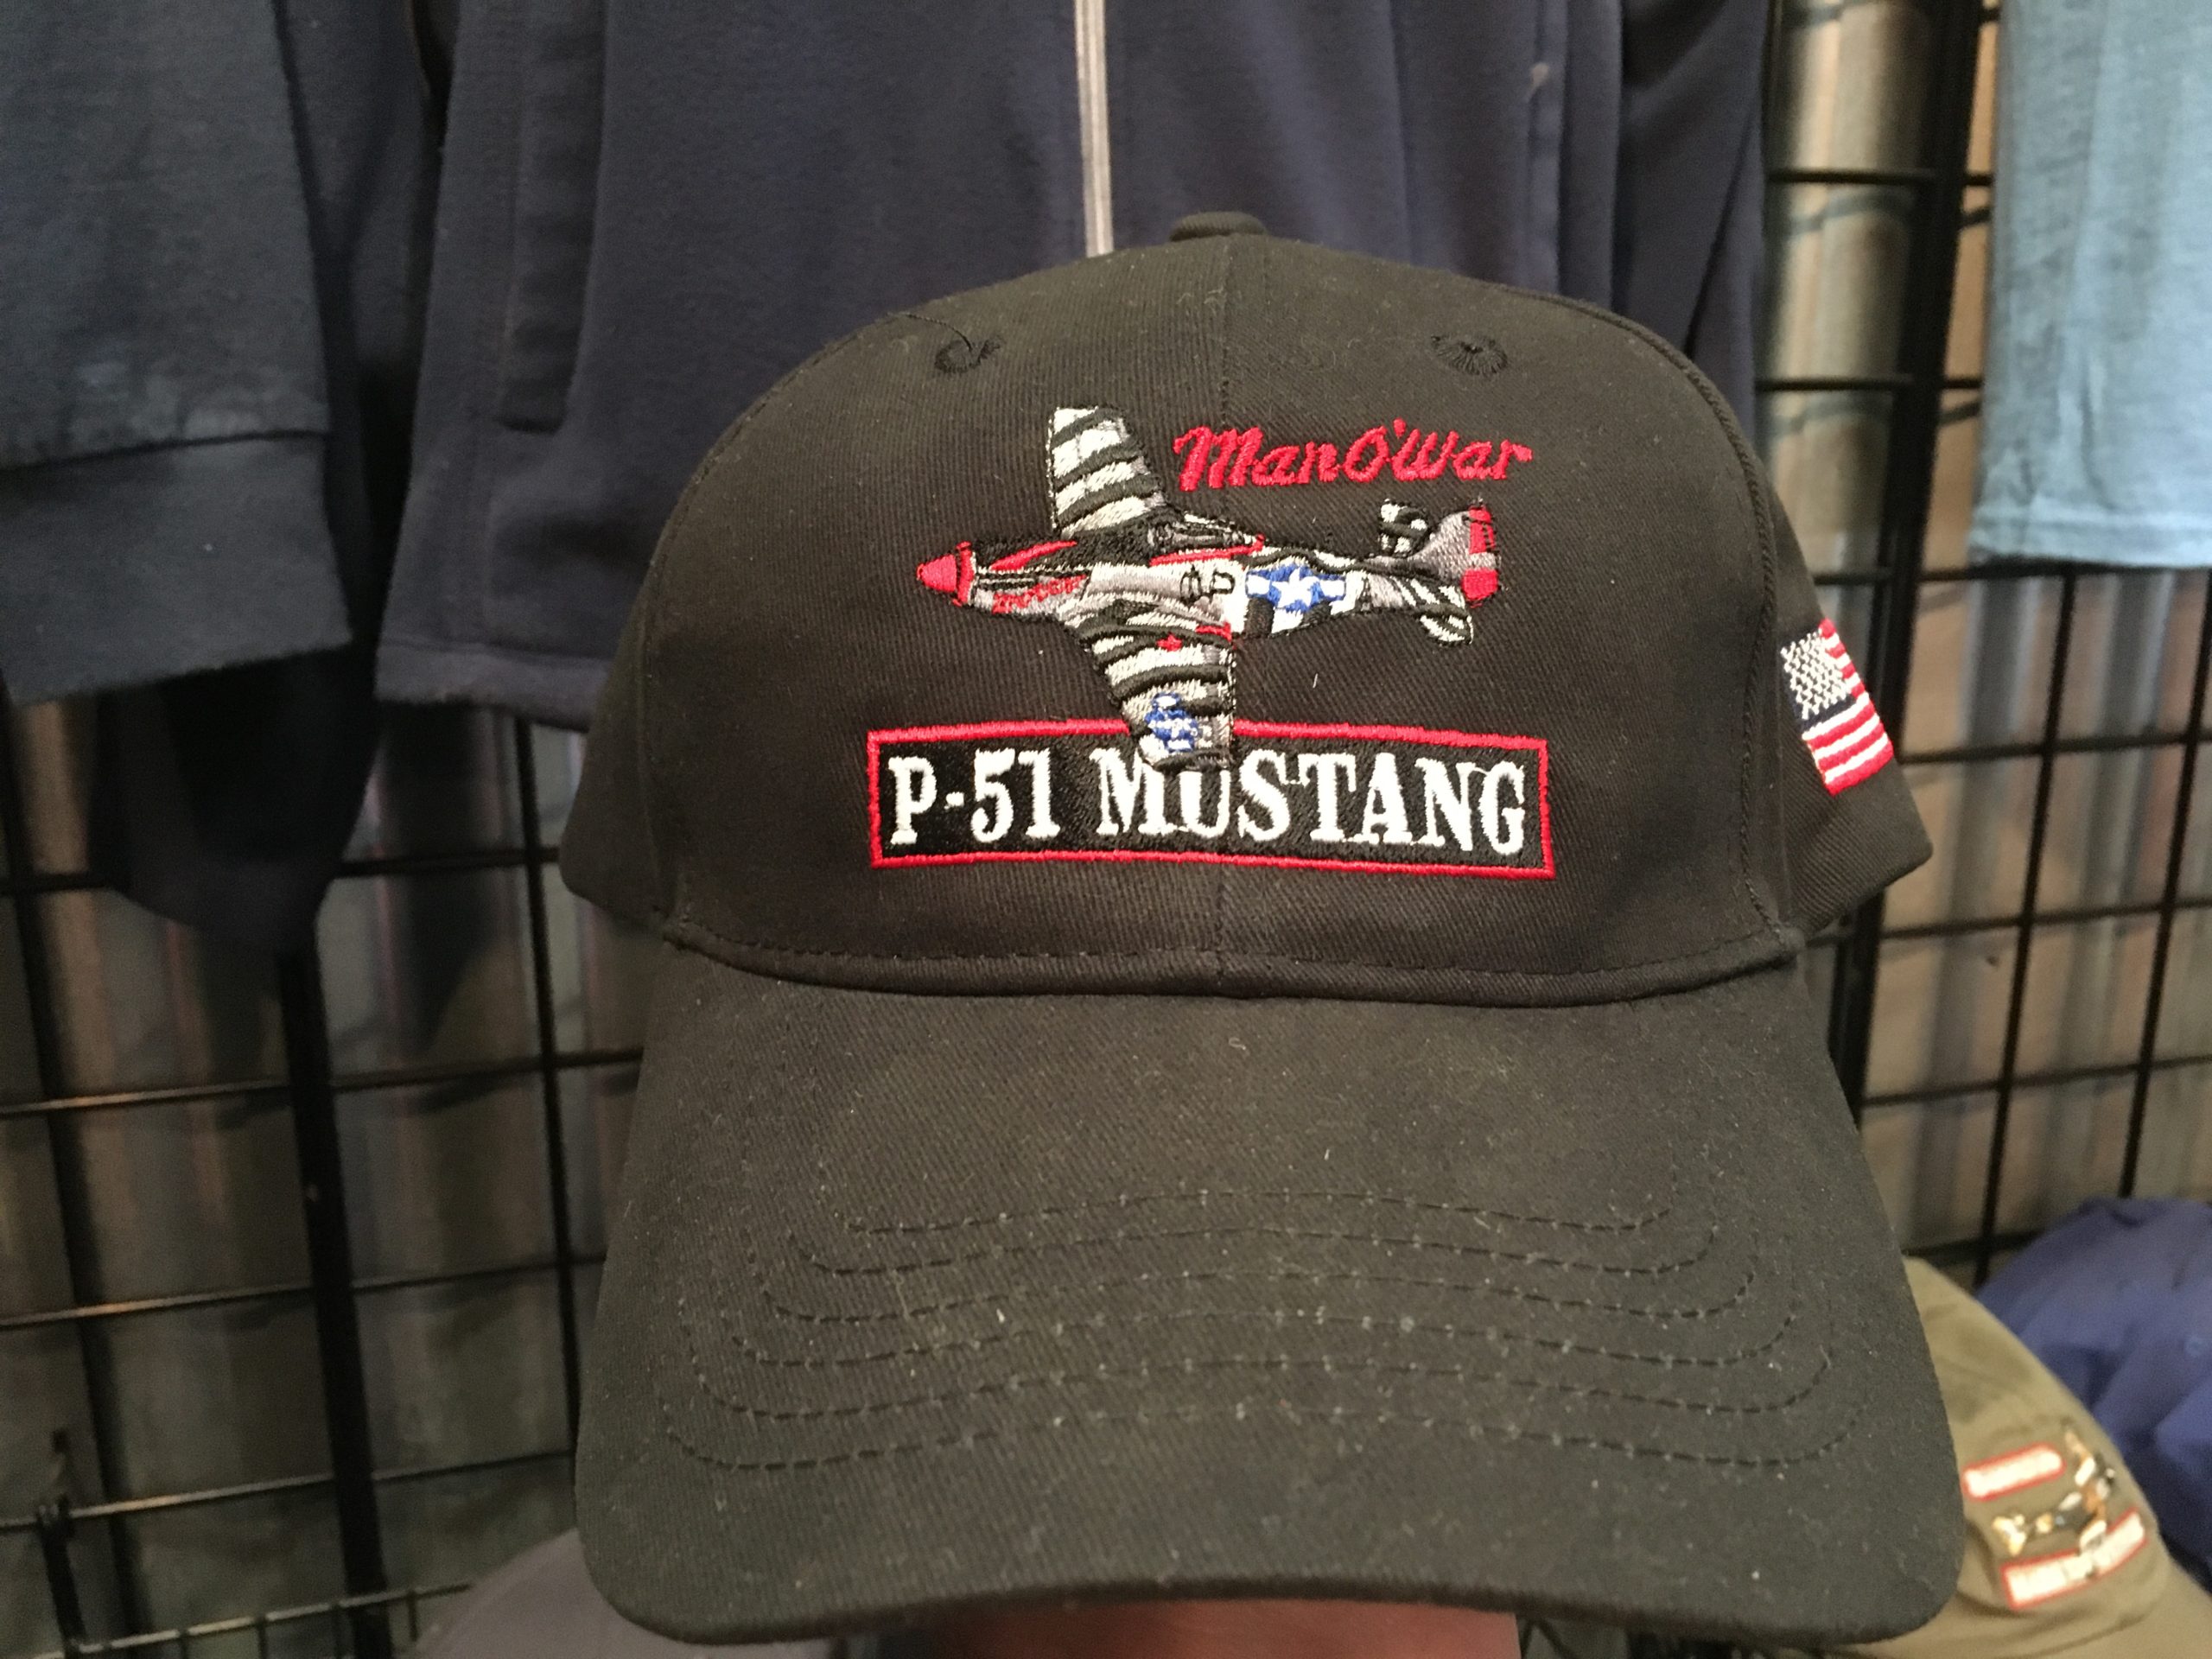 Man O'War
P-51 MUSTANG